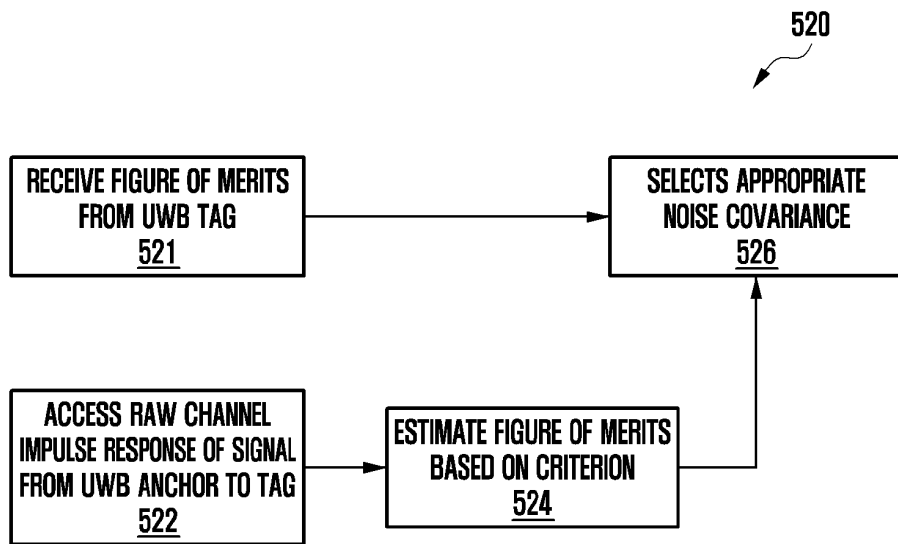 520
RECEIVE FIGURE OF MERITS
FROM UWB TAG
521
SELECTS APPROPRIATE
NOISE COVARIANCE
526
ACCESS RAW CHANNEL
IMPULSE RESPONSE OF SIGNAL
FROM UWB ANCHOR TO TAG
522
ESTIMATE FIGURE OF MERITS
BASED ON CRITERION
524